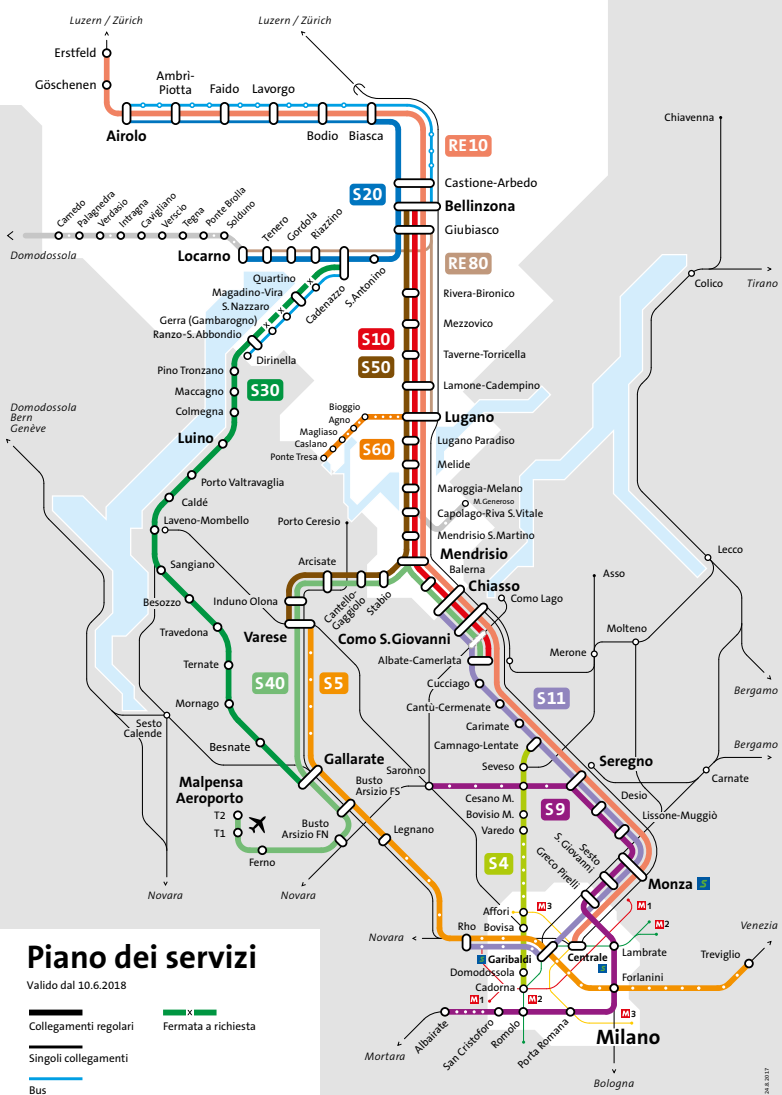 Luzern / Zürich
Luzern / Zürich
Erstfeld
Göschenen
Ambrì-
Piotta
Faido
Lavorgo
Airolo
Bodio
Biasca
RE10
Chiavenna
S20
Castione-Arbedo
Bellinzona
Giubiasco
Camedo
Palagnedra
Verdasio
Intragna
Cavigliano
Verscio
Tegna
Ponte Brolla
Solduno
Domodossola
Locarno
Tenero
Gordola
Riazzino
Cadenazzo
S.Antonino
RE80
Colico
Tirano
Quartino
Magadino-Vira
S.Nazzaro
Gerra (Gambarogno)
Ranzo-S.Abbondio
Dirinella
Rivera-Bironico
Mezzovico
S10
S50
Taverne-Torricella
Lamone-Cadempino
Pino Tronzano
Maccagno
Colmegna
S30
Domodossola
Bern
Genève
Luino
Bioggio
Agno
Magliaso
Caslano
Ponte Tresa
S60
Lugano
Lugano Paradiso
Melide
Maroggia-Melano
M.Generoso
Capolago-Riva S.Vitale
Mendrisio S.Martino
Porto Valtravaglia
Caldé
Laveno-Mombello
Porto Ceresio
Mendrisio
Balerna
Chiasso
Como Lago
Asso
Lecco
Sangiano
Besozzo
Travedona
Ternate
Mornago
Besnate
Arcisate
Induno Olona
Cantello-
Gaggiolo
Stabio
Varese
Como S.Giovanni
Albate-Camerlata
Molteno
Merone
S40
S5
Cucciago
Cantù-Cermenate
S11
Bergamo
Sesto
Calende
Carimate
Camnago-Lentate
Seveso
Bergamo
Gallarate
Malpensa
Aeroporto
T2
T1
Ferno
Busto
Arsizio FS
Busto
Arsizio FN
Legnano
Saronno
Seregno
Carnate
Cesano M.
Bovisio M.
Varedo
S9
Desio
Lissone-Muggiò
S4
Sesto
S. Giovanni
Greco Pirelli
Monza S
Novara
Novara
Affori
M3
M1
M2
Bovisa
Rho
Novara
S Garibaldi
Centrale
S
Lambrate
Venezia
Treviglio
Domodossola
Cadorna
Forlanini
M1
M2
M3
Albairate
San Cristoforo
Romolo
Porta Romana
Milano
Mortara
Bologna
Piano dei servizi
Valido dal 10.6.2018
Collegamenti regolari
x
Fermata a richiesta
Singoli collegamenti
Bus
24.8.2017